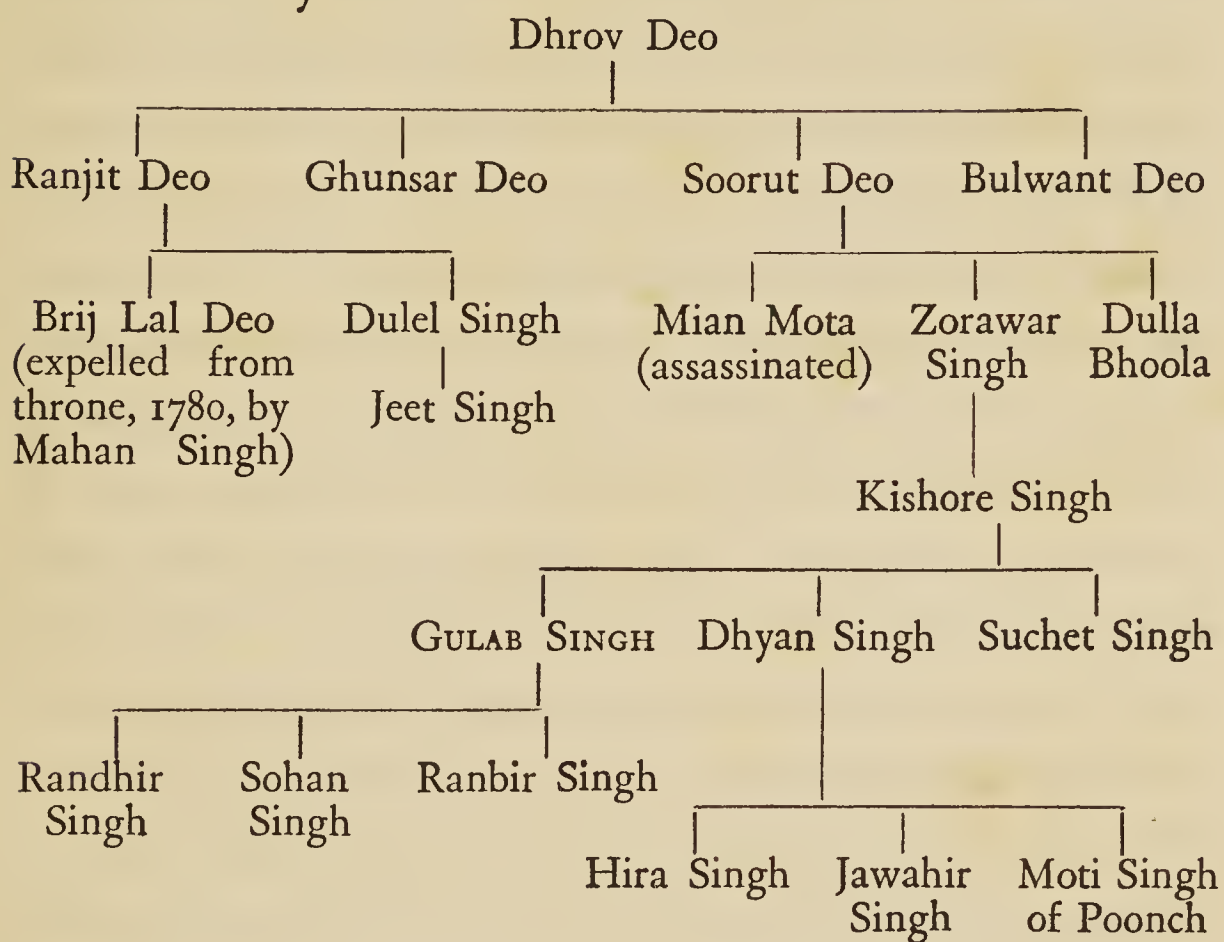 Dhrov Deo
Ranjit Deo Ghunsar Deo Soorut Deo Bulwant Deo
Brij Lal Deo Dulel Singh Mian Mota Zorawar Dulla
(expelled from (assassinated) Singh Bhoola
throne, 1780, by Jeet Singh
Mahan Singh)
Kishore Singh
GULAB SINGH Dhyan Singh Suchet Singh
Randhir Sohan Ranbir Singh
Singh Singh
Hira Singh Jawahir Moti Singh
Singh of Poonch